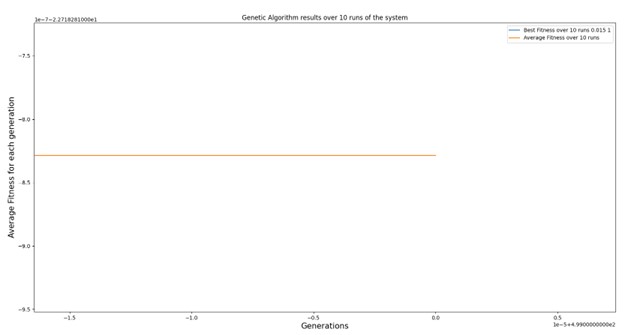 Genetic Algorithm results over 10 runs of the system
1e−7−2.2718281000e1
Best Fitness over 10 runs 0.015 1
Average Fitness over 10 runs
−7.5
−8.0
−8.5
−9.0
−9.5
Average Fitness for each generation
−1.5
−1.0
−0.5
0.0
0.5
1e−5+4.9900000000e2
Generations